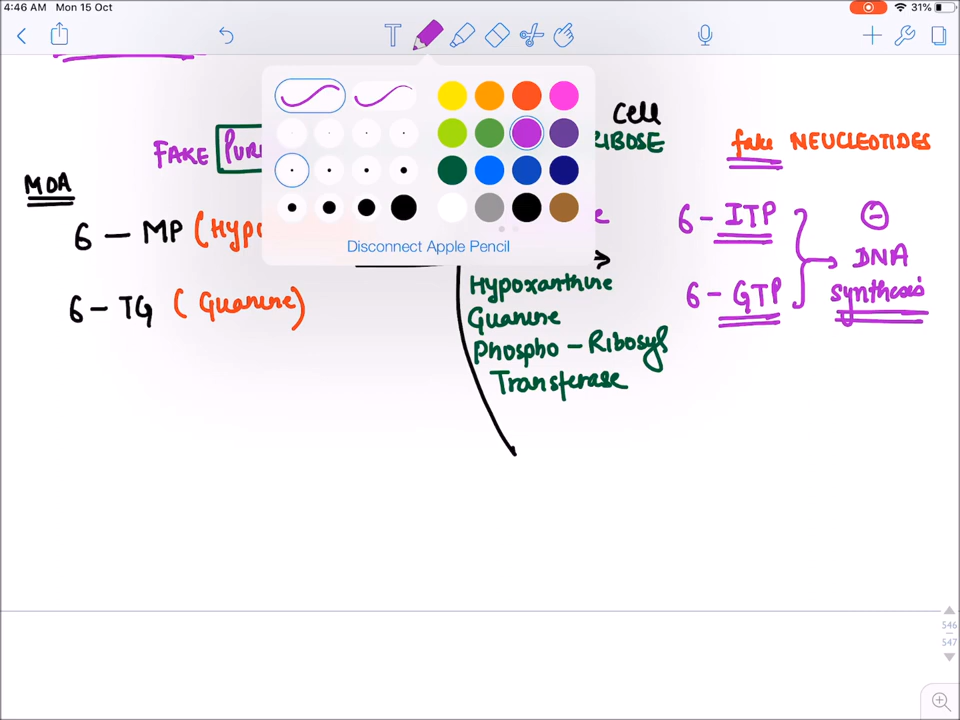 4:46 AM Mon 15 Oct
31%
T
Cell
FAKE
RIBOSE
fake NEUCLEOTIDES
MOA
6 - MP
6 - ITP
DNA
synthesis
Disconnect Apple Pencil
6 - TG (Guanine)
6 - GTP
Hypoxanthine
Guanine
Phospho - Ribosyl
Transferase
546
547